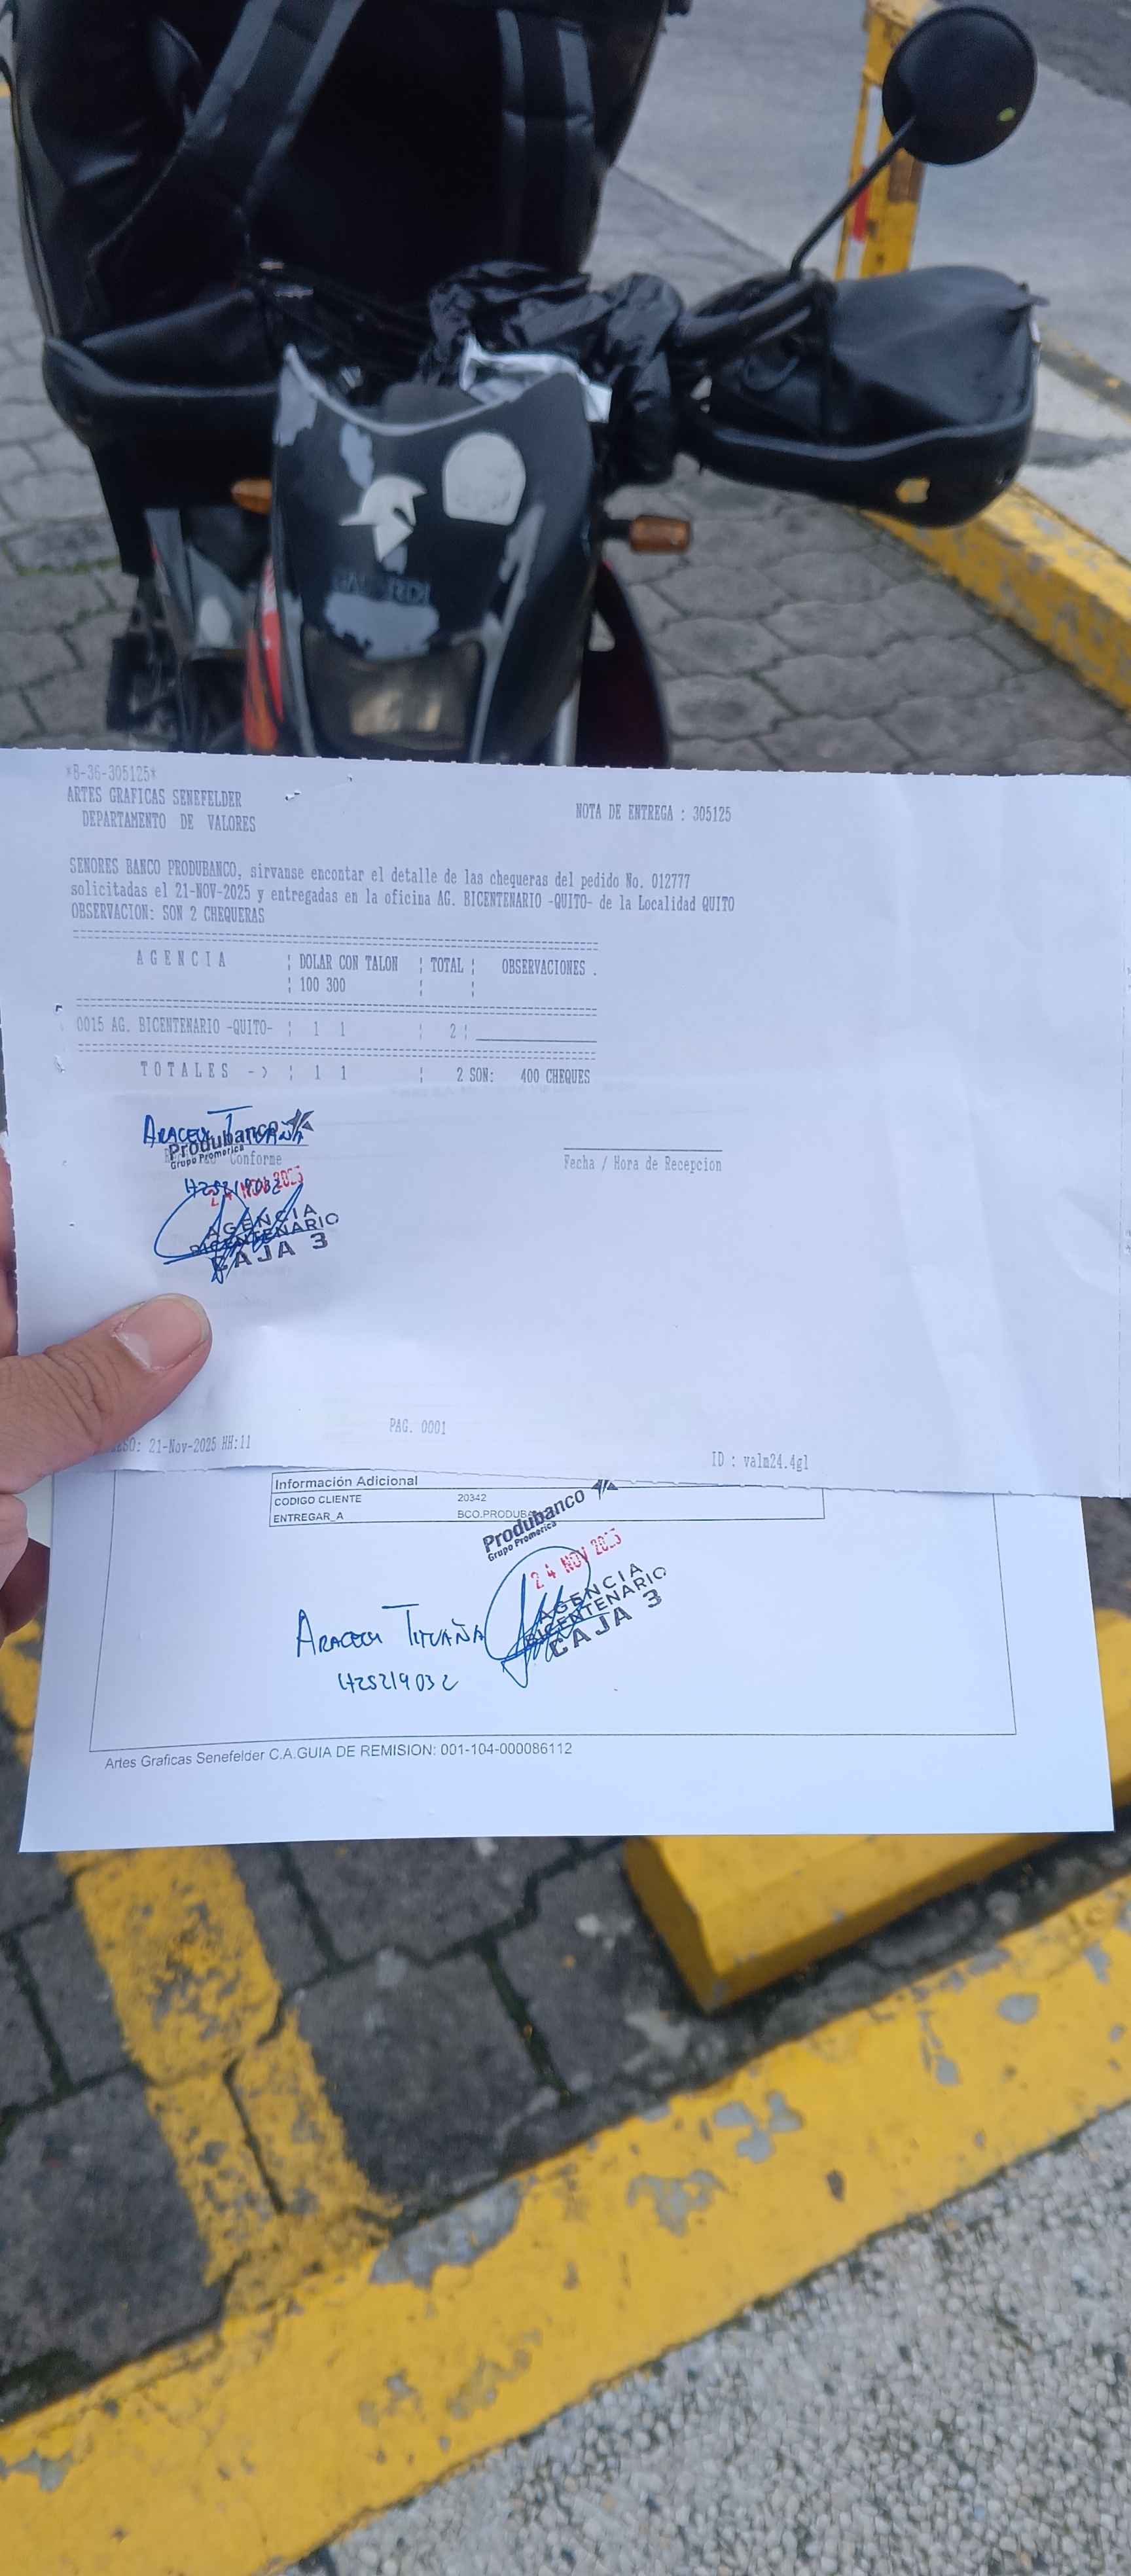 *B-36-305125*
ARTES GRAFICAS SENEFELDER
DEPARTAMENTO DE VALORES
NOTA DE ENTREGA : 305125
SENORES BANCO PRODUBANCO, sirvanse encontar el detalle de las chequeras del pedido No. 012777
solicitadas el 21-NOV-2025 y entregadas en la oficina AG. BICENTENARIO -QUITO- de la Localidad QUITO
OBSERVACION: SON 2 CHEQUERAS
A G E N C I A ¦ DOLAR CON TALON ¦ TOTAL ¦ OBSERVACIONES .
¦ 100 300 ¦ ¦
0015 AG. BICENTENARIO -QUITO- ¦ 1 1 ¦ 2 ¦
T O T A L E S -> ¦ 1 1 ¦ 2 SON: 400 CHEQUES
Produbanco
Grupo Promerica
Conforme
Fecha / Hora de Recepcion
24 NOV 2025
AGENCIA
BICENTENARIO
CAJA 3
PAG. 0001
21-Nov-2025 HH:11
ID : valm24.4gl
Información Adicional
CODIGO CLIENTE 20342
ENTREGAR_A BCO.PRODUBA
Produbanco
Grupo Promerica
24 NOV 2025
AGENCIA
BICENTENARIO
CAJA 3
Artes Graficas Senefelder C.A.GUIA DE REMISION: 001-104-000086112